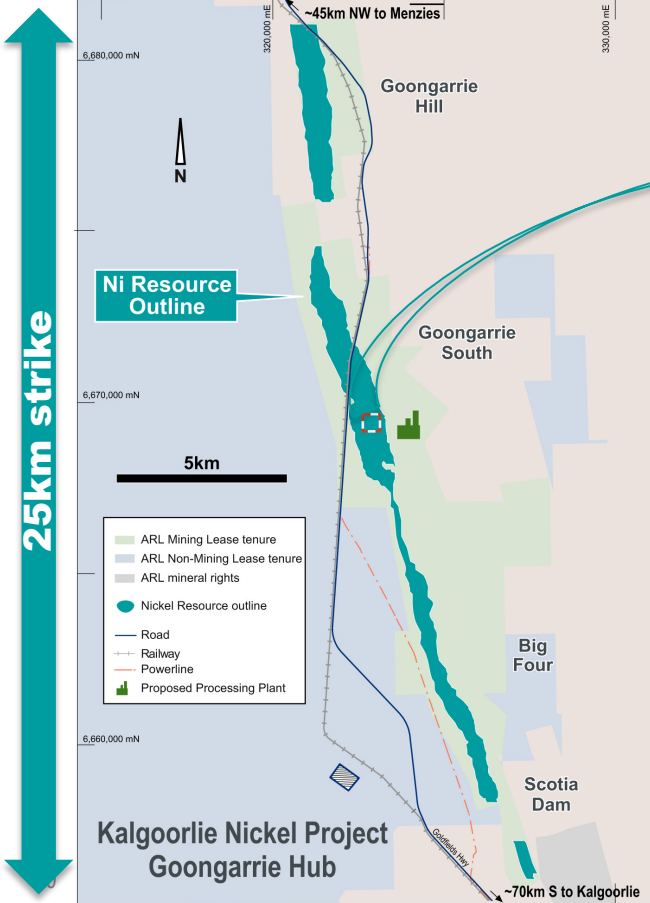 ~45km NW to Menzies
320,000 mE
330,000 mE
6,680,000 mN
Goongarrie
Hill
N
Ni Resource
Outline
25km strike
Goongarrie
South
6,670,000 mN
5km
ARL Mining Lease tenure
ARL Non-Mining Lease tenure
ARL mineral rights
Nickel Resource outline
Road
Railway
Powerline
Proposed Processing Plant
Big
Four
6,660,000 mN
Scotia
Dam
Kalgoorlie Nickel Project
Goongarrie Hub
Goldfields Hwy
~70km S to Kalgoorlie